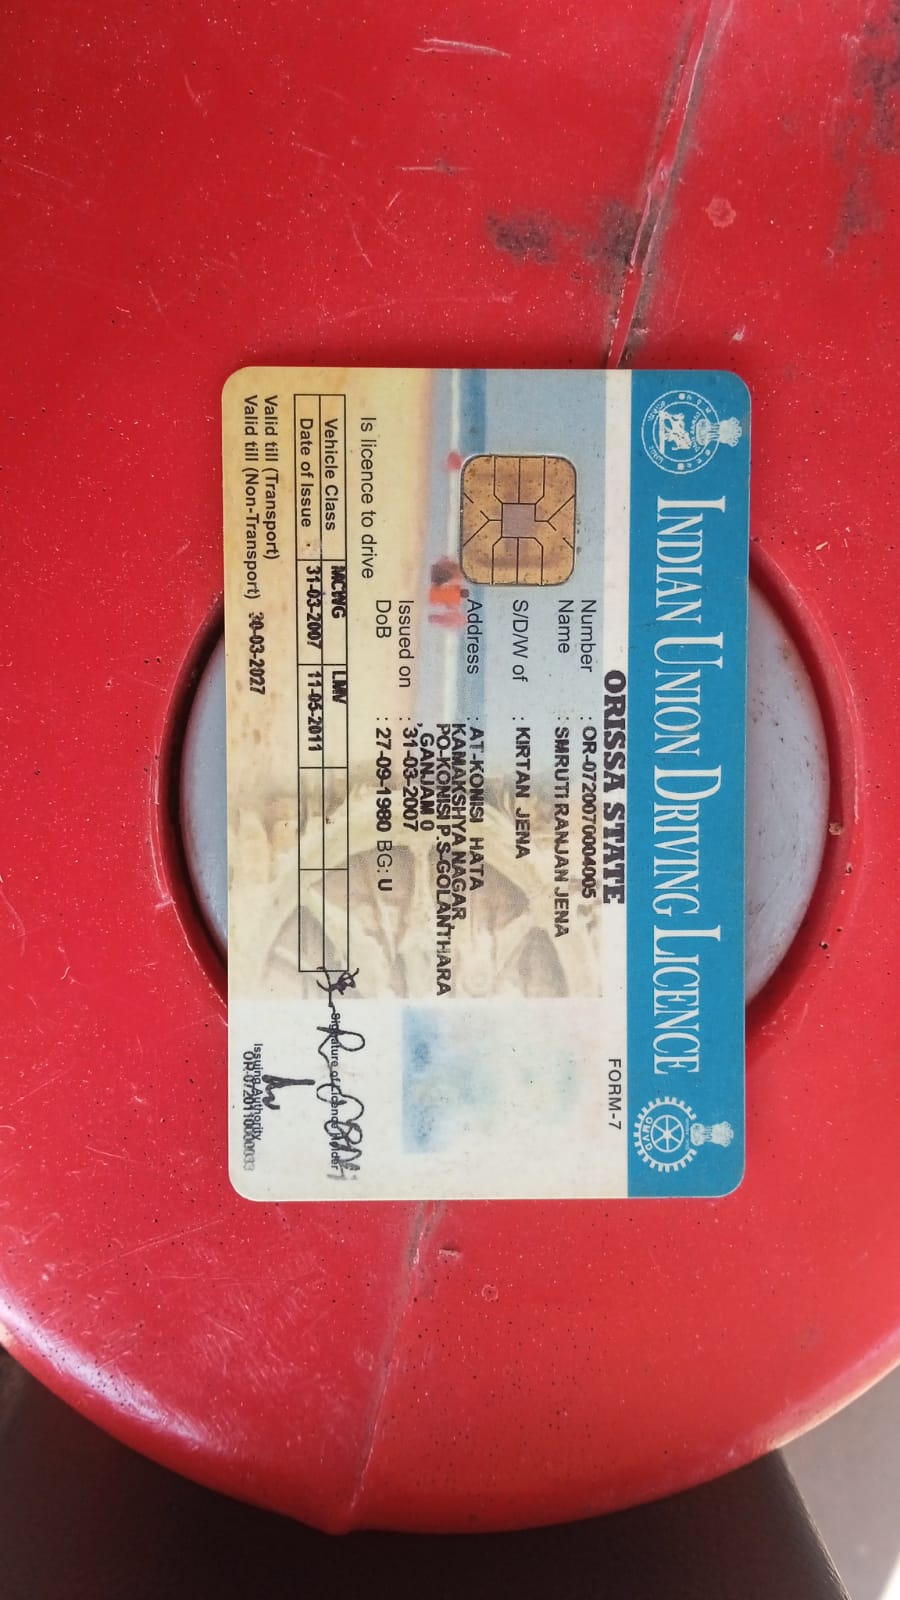 INDIAN UNION DRIVING LICENCE
ORISSA STATE
FORM-7
Number : OR-0720070004005
Name : SMRUTI RANJAN JENA
S/D/W of : KIRTAN JENA
Address : AT-KONISI HATA
KAMAKSHYA NAGAR
PO-KONISI P.S-GOLANTHARA
,GANJAM 0
Issued on : 31-03-2007
DoB : 27-09-1980 BG: U
Is licence to drive
Vehicle Class MCWG LMV
Date of Issue 31-03-2007 11-05-2011
Signature of Licence Holder
Valid till (Transport)
Valid till (Non-Transport) 30-03-2027
Issuing Authority